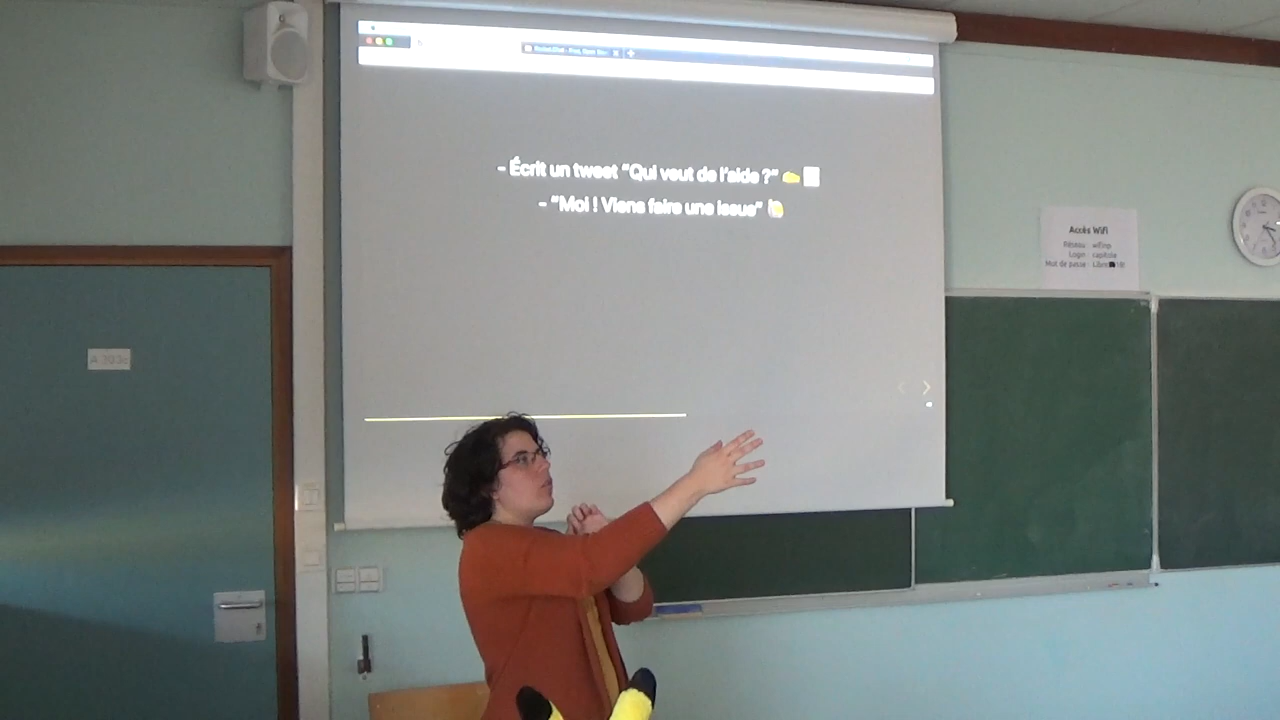 - Écrit un tweet "Qui veut de l'aide ?"
- "Moi ! Viens faire une issue"
Accès Wifi
Réseau : wifirep
Login : capitole
Mot de passe :